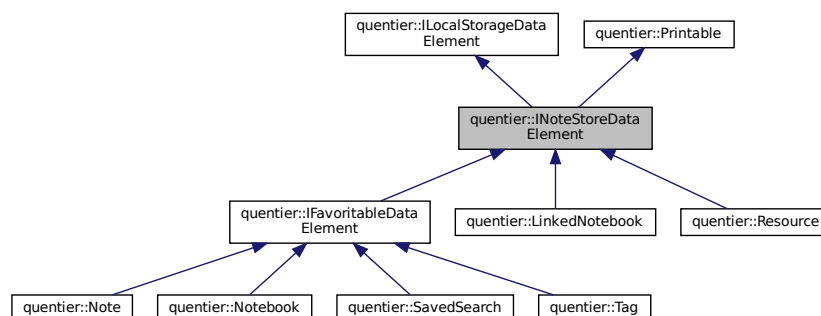 quentier::ILocalStorageData
Element
quentier::Printable
quentier::INoteStoreData
Element
quentier::IFavoritableData
Element
quentier::LinkedNotebook
quentier::Resource
quentier::Note
quentier::Notebook
quentier::SavedSearch
quentier::Tag